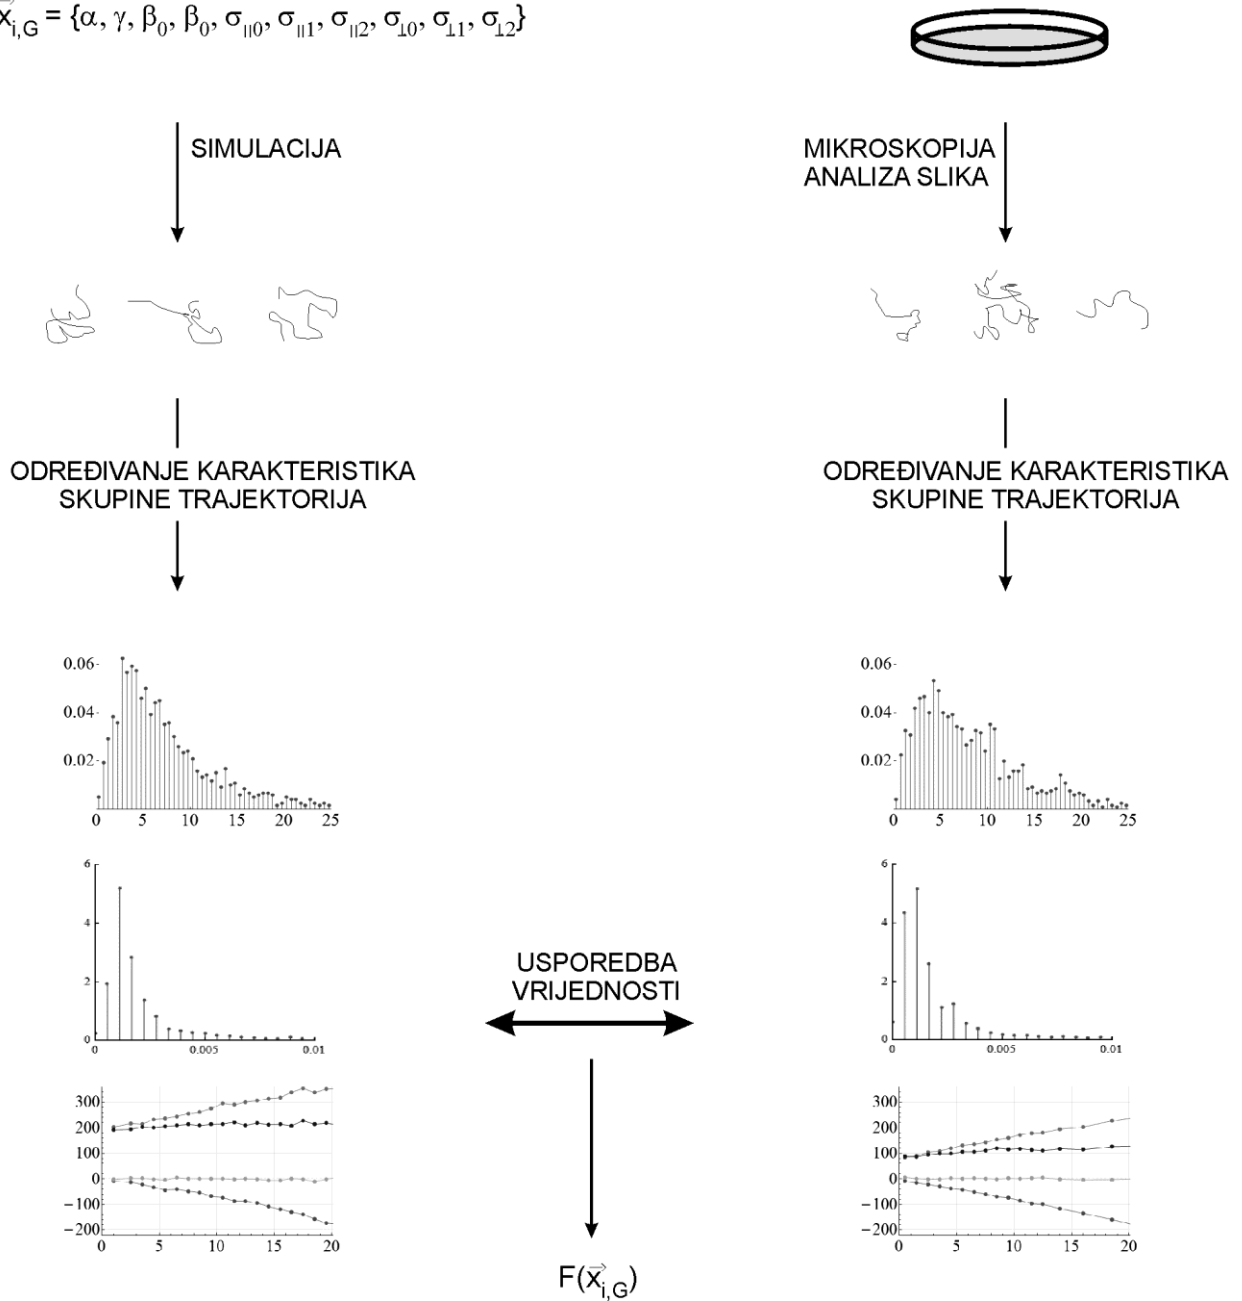 x⃗i,G = {α, γ, β0, β0, σ||0, σ||1, σ||2, σ⊥0, σ⊥1, σ⊥2}
SIMULACIJA
MIKROSKOPIJA
ANALIZA SLIKA
ODREĐIVANJE KARAKTERISTIKA
SKUPINE TRAJEKTORIJA
ODREĐIVANJE KARAKTERISTIKA
SKUPINE TRAJEKTORIJA
0.06
0.04
0.02
0 5 10 15 20 25
0.06
0.04
0.02
0 5 10 15 20 25
6
4
2
0
0 0.005 0.01
USPOREDBA
VRIJEDNOSTI
6
4
2
0
0 0.005 0.01
300
200
100
0
−100
−200
0 5 10 15 20
300
200
100
0
−100
−200
0 5 10 15 20
F(x⃗i,G)